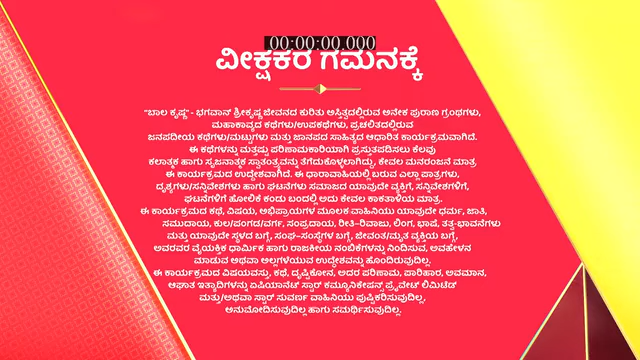 00:00:00.000
ವೀಕ್ಷಕರ ಗಮನಕ್ಕೆ
"ಬಾಲ ಕೃಷ್ಣ" - ಭಗವಾನ್ ಶ್ರೀಕೃಷ್ಣ ಜೀವನದ ಕುರಿತು ಅಸ್ತಿತ್ವದಲ್ಲಿರುವ ಅನೇಕ ಪುರಾಣ ಗ್ರಂಥಗಳು,
ಮಹಾಕಾವ್ಯದ ಕಥೆಗಳು/ಉಪಕಥೆಗಳು, ಪ್ರಚಲಿತದಲ್ಲಿರುವ
ಜನಪದೀಯ ಕಥೆಗಳು/ಮಟ್ಟುಗಳು ಮತ್ತು ಜಾನಪದ ಸಾಹಿತ್ಯದ ಆಧಾರಿತ ಕಾರ್ಯಕ್ರಮವಾಗಿದೆ.
ಈ ಕಥೆಗಳನ್ನು ಮತ್ತಷ್ಟು ಪರಿಣಾಮಕಾರಿಯಾಗಿ ಪ್ರಸ್ತುತಪಡಿಸಲು ಕೆಲವು
ಕಲಾತ್ಮಕ ಹಾಗು ಸೃಜನಾತ್ಮಕ ಸ್ವಾತಂತ್ರ್ಯವನ್ನು ತೆಗೆದುಕೊಳ್ಳಲಾಗಿದ್ದು, ಕೇವಲ ಮನರಂಜನೆ ಮಾತ್ರ
ಈ ಕಾರ್ಯಕ್ರಮದ ಉದ್ದೇಶವಾಗಿದೆ. ಈ ಧಾರಾವಾಹಿಯಲ್ಲಿ ಬರುವ ಎಲ್ಲಾ ಪಾತ್ರಗಳು,
ದೃಶ್ಯಗಳು/ಸನ್ನಿವೇಶಗಳು ಹಾಗು ಘಟನೆಗಳು ಸಮಾಜದ ಯಾವುದೇ ವ್ಯಕ್ತಿಗೆ, ಸನ್ನಿವೇಶಗಳಿಗೆ,
ಘಟನೆಗಳಿಗೆ ಹೋಲಿಕೆ ಕಂದು ಬಂದಲ್ಲಿ ಅದು ಕೇವಲ ಕಾಕತಾಳೀಯ ಮಾತ್ರ.
ಈ ಕಾರ್ಯಕ್ರಮದ ಕಥೆ, ವಿಷಯ, ಅಭಿಪ್ರಾಯಗಳ ಮೂಲಕ ವಾಹಿನಿಯು ಯಾವುದೇ ಧರ್ಮ, ಜಾತಿ,
ಸಮುದಾಯ, ಕುಲ/ಪಂಗಡ/ವರ್ಗ, ಸಂಪ್ರದಾಯ, ರೀತಿ-ರಿವಾಜು, ಲಿಂಗ, ಭಾಷೆ, ತತ್ವ-ಭಾವನೆಗಳು
ಮತ್ತು ಯಾವುದೇ ಸ್ಥಳದ ಬಗ್ಗೆ, ಸಂಘ-ಸಂಸ್ಥೆಗಳ ಬಗ್ಗೆ, ಜೀವಂತ/ಮೃತ ವ್ಯಕ್ತಿಯ ಬಗ್ಗೆ,
ಅವರವರ ವೈಯಕ್ತಿಕ ಧಾರ್ಮಿಕ ಹಾಗು ರಾಜಕೀಯ ನಂಬಿಕೆಗಳನ್ನು ನಿಂದಿಸುವ, ಅವಹೇಳನ
ಮಾಡುವ ಅಥವಾ ಅಲ್ಲಗಳೆಯುವ ಉದ್ದೇಶವನ್ನು ಹೊಂದಿರುವುದಿಲ್ಲ.
ಈ ಕಾರ್ಯಕ್ರಮದ ವಿಷಯವಸ್ತು, ಕಥೆ, ದೃಷ್ಟಿಕೋನ, ಅದರ ಪರಿಣಾಮ, ಪಾರಿಹಾರ, ಅವಮಾನ,
ಆಘಾತ ಇತ್ಯಾದಿಗಳನ್ನು ಏಷಿಯಾನೆಟ್ ಸ್ಟಾರ್ ಕಮ್ಯೂನಿಕೇಷನ್ಸ್ ಪ್ರೈವೇಟ್ ಲಿಮಿಟೆಡ್
ಮತ್ತು/ಅಥವಾ ಸ್ಟಾರ್ ಸುವರ್ಣ ವಾಹಿನಿಯು ಪುಷ್ಟಿಕರಿಸುವುದಿಲ್ಲ,
ಅನುಮೋದಿಸುವುದಿಲ್ಲ ಹಾಗು ಸಮರ್ಥಿಸುವುದಿಲ್ಲ.